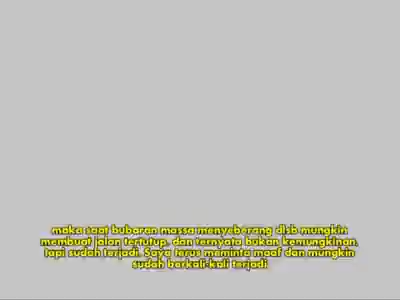 maka saat bubaran massa menyeberang dlsb mungkin
membuat jalan tertutup, dan ternyata bukan kemungkinan,
tapi sudah terjadi. Saya terus meminta maaf dan mungkin
sudah berkali-kali terjadi